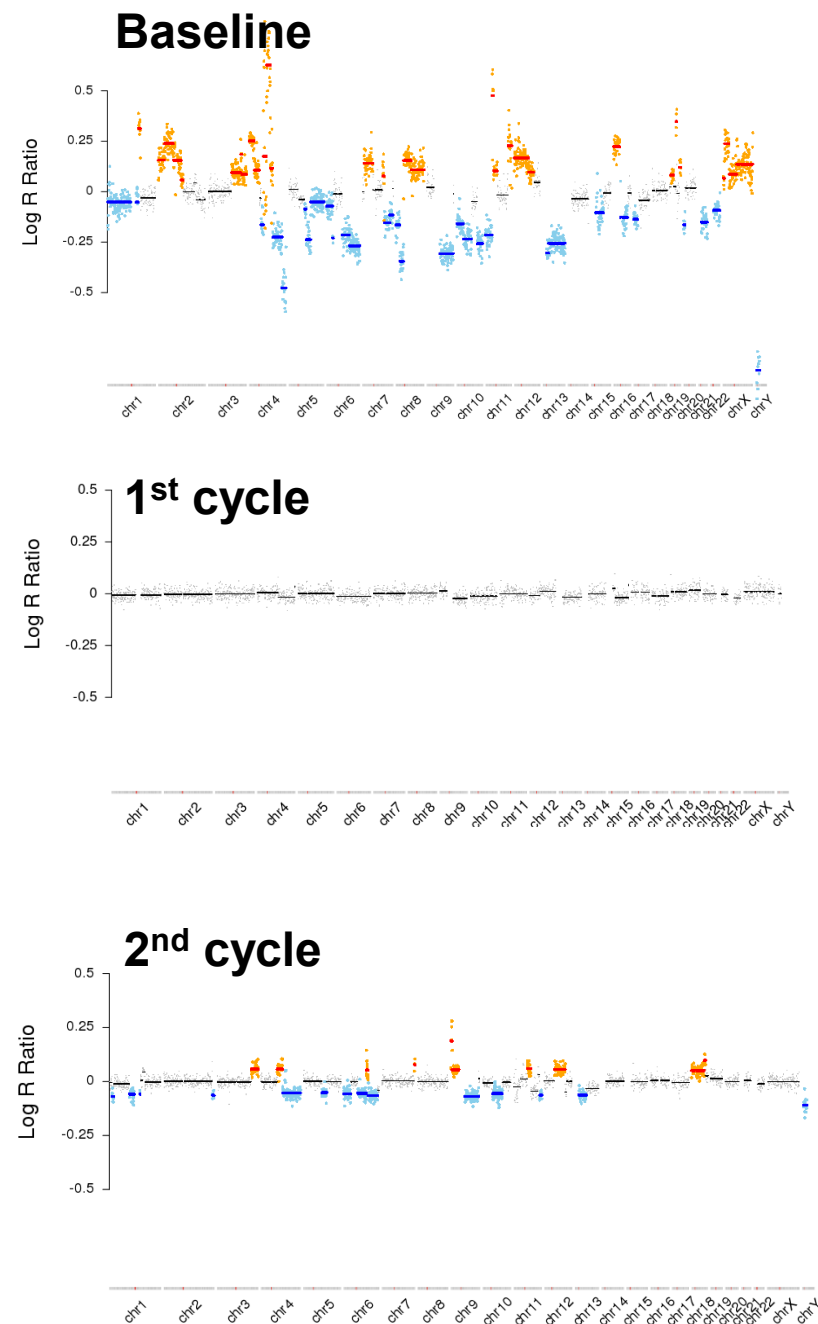 Baseline
Log R Ratio
0.5
0.25
0
-0.25
-0.5
chr1 chr2 chr3 chr4 chr5 chr6 chr7 chr8 chr9 chr10 chr11 chr12 chr13 chr14 chr15 chr16 chr17 chr18 chr19 chr20 chr21 chr22 chrX chrY
1st cycle
Log R Ratio
0.5
0.25
0
-0.25
-0.5
chr1 chr2 chr3 chr4 chr5 chr6 chr7 chr8 chr9 chr10 chr11 chr12 chr13 chr14 chr15 chr16 chr17 chr18 chr19 chr20 chr21 chr22 chrX chrY
2nd cycle
Log R Ratio
0.5
0.25
0
-0.25
-0.5
chr1 chr2 chr3 chr4 chr5 chr6 chr7 chr8 chr9 chr10 chr11 chr12 chr13 chr14 chr15 chr16 chr17 chr18 chr19 chr20 chr21 chr22 chrX chrY